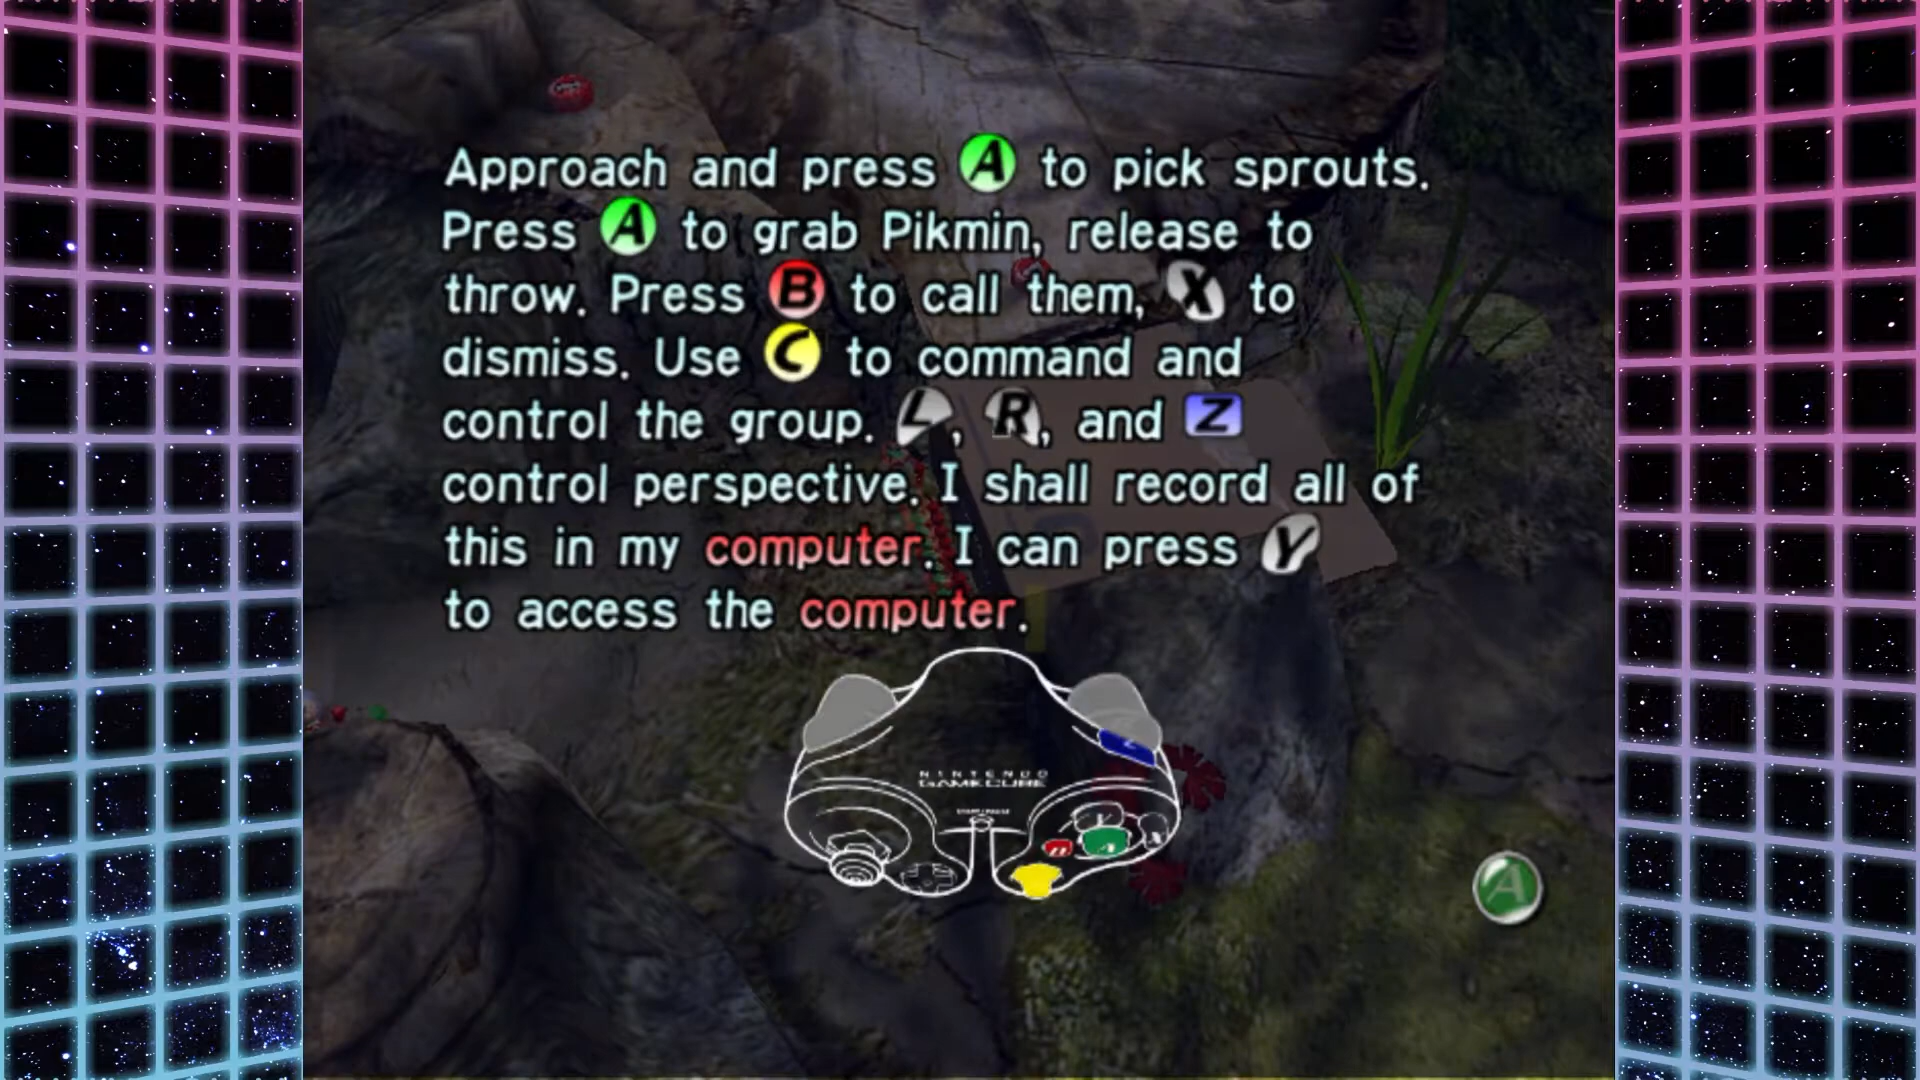 Approach and press A to pick sprouts.
Press A to grab Pikmin, release to
throw. Press B to call them, X to
dismiss. Use C to command and
control the group. L, R, and Z
control perspective. I shall record all of
this in my computer. I can press Y
to access the computer.
Z
NINTENDO
GAMECUBE
A